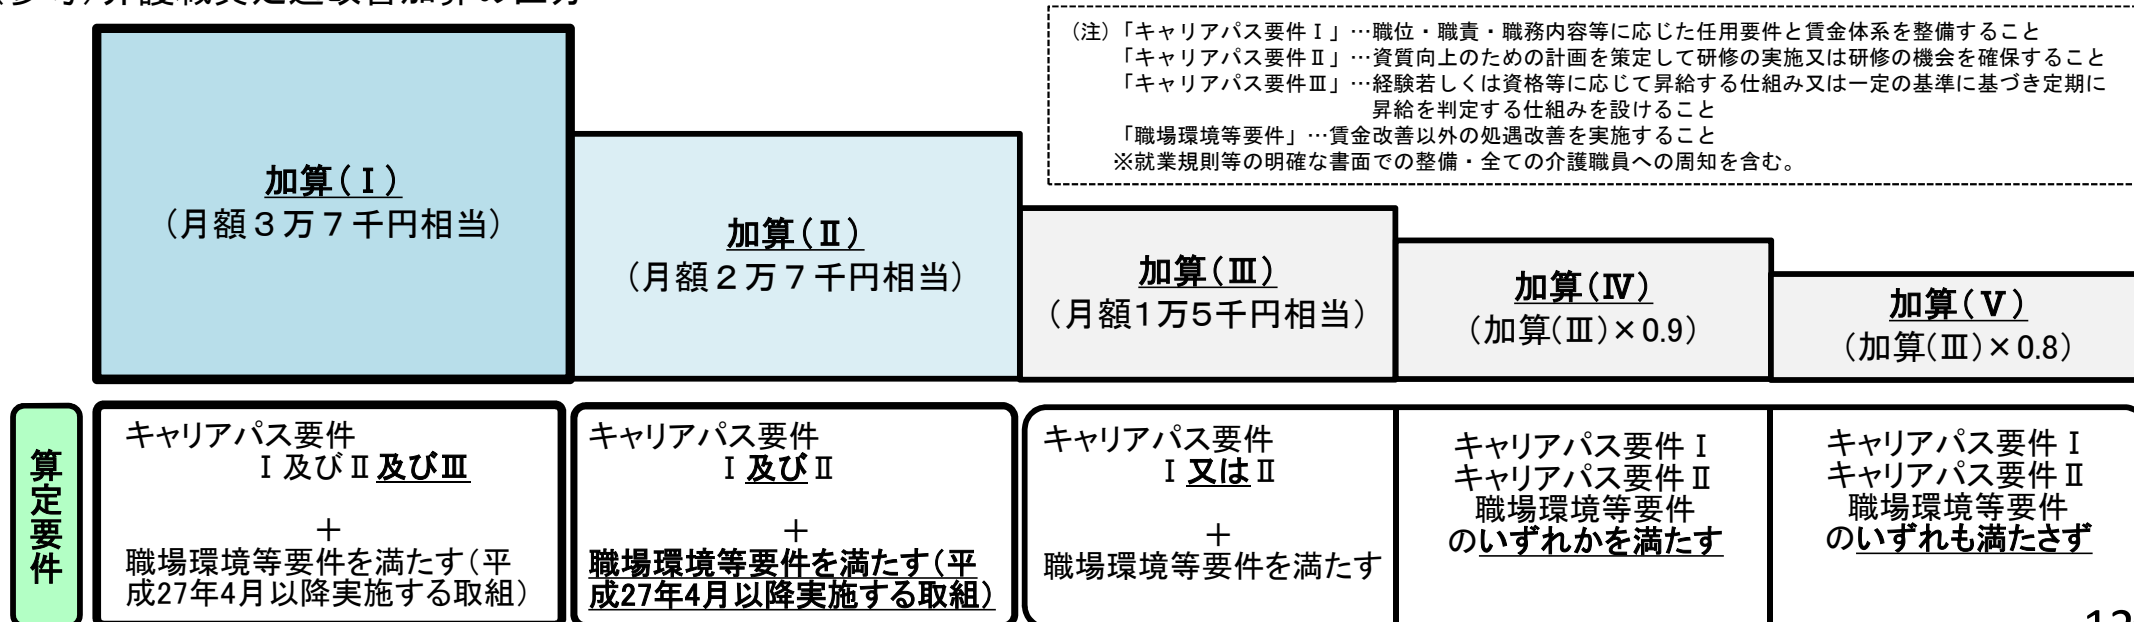 (参考)介護職員処遇改善加算の区分
(注)「キャリアパス要件Ⅰ」…職位・職責・職務内容等に応じた任用要件と賃金体系を整備すること
「キャリアパス要件Ⅱ」…資質向上のための計画を策定して研修の実施又は研修の機会を確保すること
「キャリアパス要件Ⅲ」…経験若しくは資格等に応じて昇給する仕組み又は一定の基準に基づき定期に
昇給を判定する仕組みを設けること
「職場環境等要件」…賃金改善以外の処遇改善を実施すること
※就業規則等の明確な書面での整備・全ての介護職員への周知を含む。
加算(Ⅰ)
(月額3万7千円相当)
加算(Ⅱ)
(月額2万7千円相当)
加算(Ⅲ)
(月額1万5千円相当)
加算(Ⅳ)
(加算(Ⅲ)×0.9)
加算(Ⅴ)
(加算(Ⅲ)×0.8)
算定要件
キャリアパス要件
Ⅰ及びⅡ及びⅢ
+
職場環境等要件を満たす(平
成27年4月以降実施する取組)
キャリアパス要件
Ⅰ及びⅡ
+
職場環境等要件を満たす(平
成27年4月以降実施する取組)
キャリアパス要件
Ⅰ又はⅡ
+
職場環境等要件を満たす
キャリアパス要件Ⅰ
キャリアパス要件Ⅱ
職場環境等要件
のいずれかを満たす
キャリアパス要件Ⅰ
キャリアパス要件Ⅱ
職場環境等要件
のいずれも満たさず